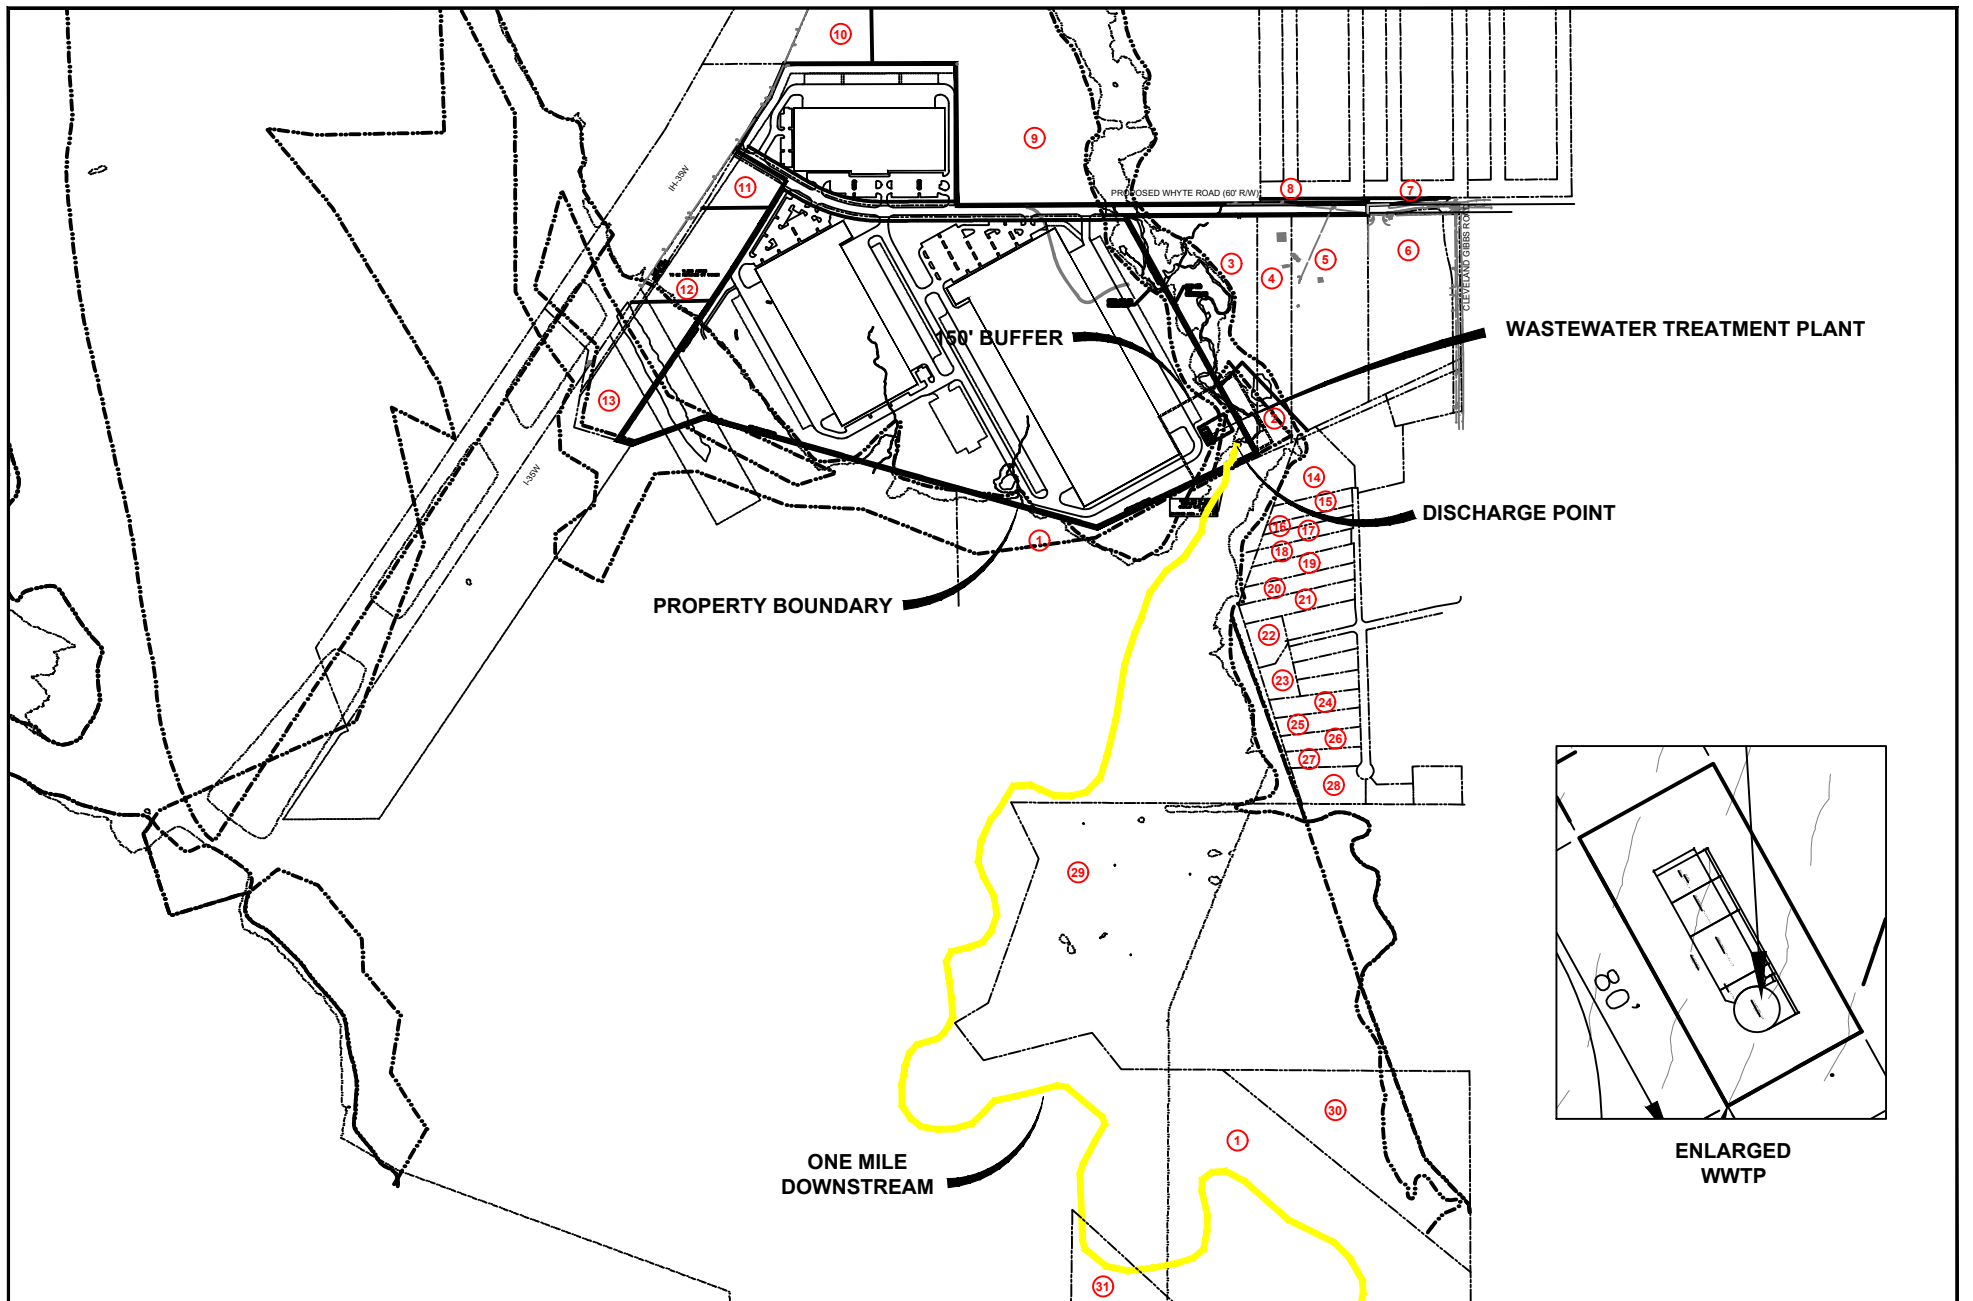 10
9
IH-35W
11
PROPOSED WHYTE ROAD (60' R/W)
8
7
3
4
5
6
CLEVELAND GIBBS ROAD
12
150' BUFFER
WASTEWATER TREATMENT PLANT
13
2
I-35W
14
15
DISCHARGE POINT
16
17
1
18
19
20
21
PROPERTY BOUNDARY
22
23
24
25
26
27
28
29
80'
30
1
ONE MILE
DOWNSTREAM
ENLARGED
WWTP
31